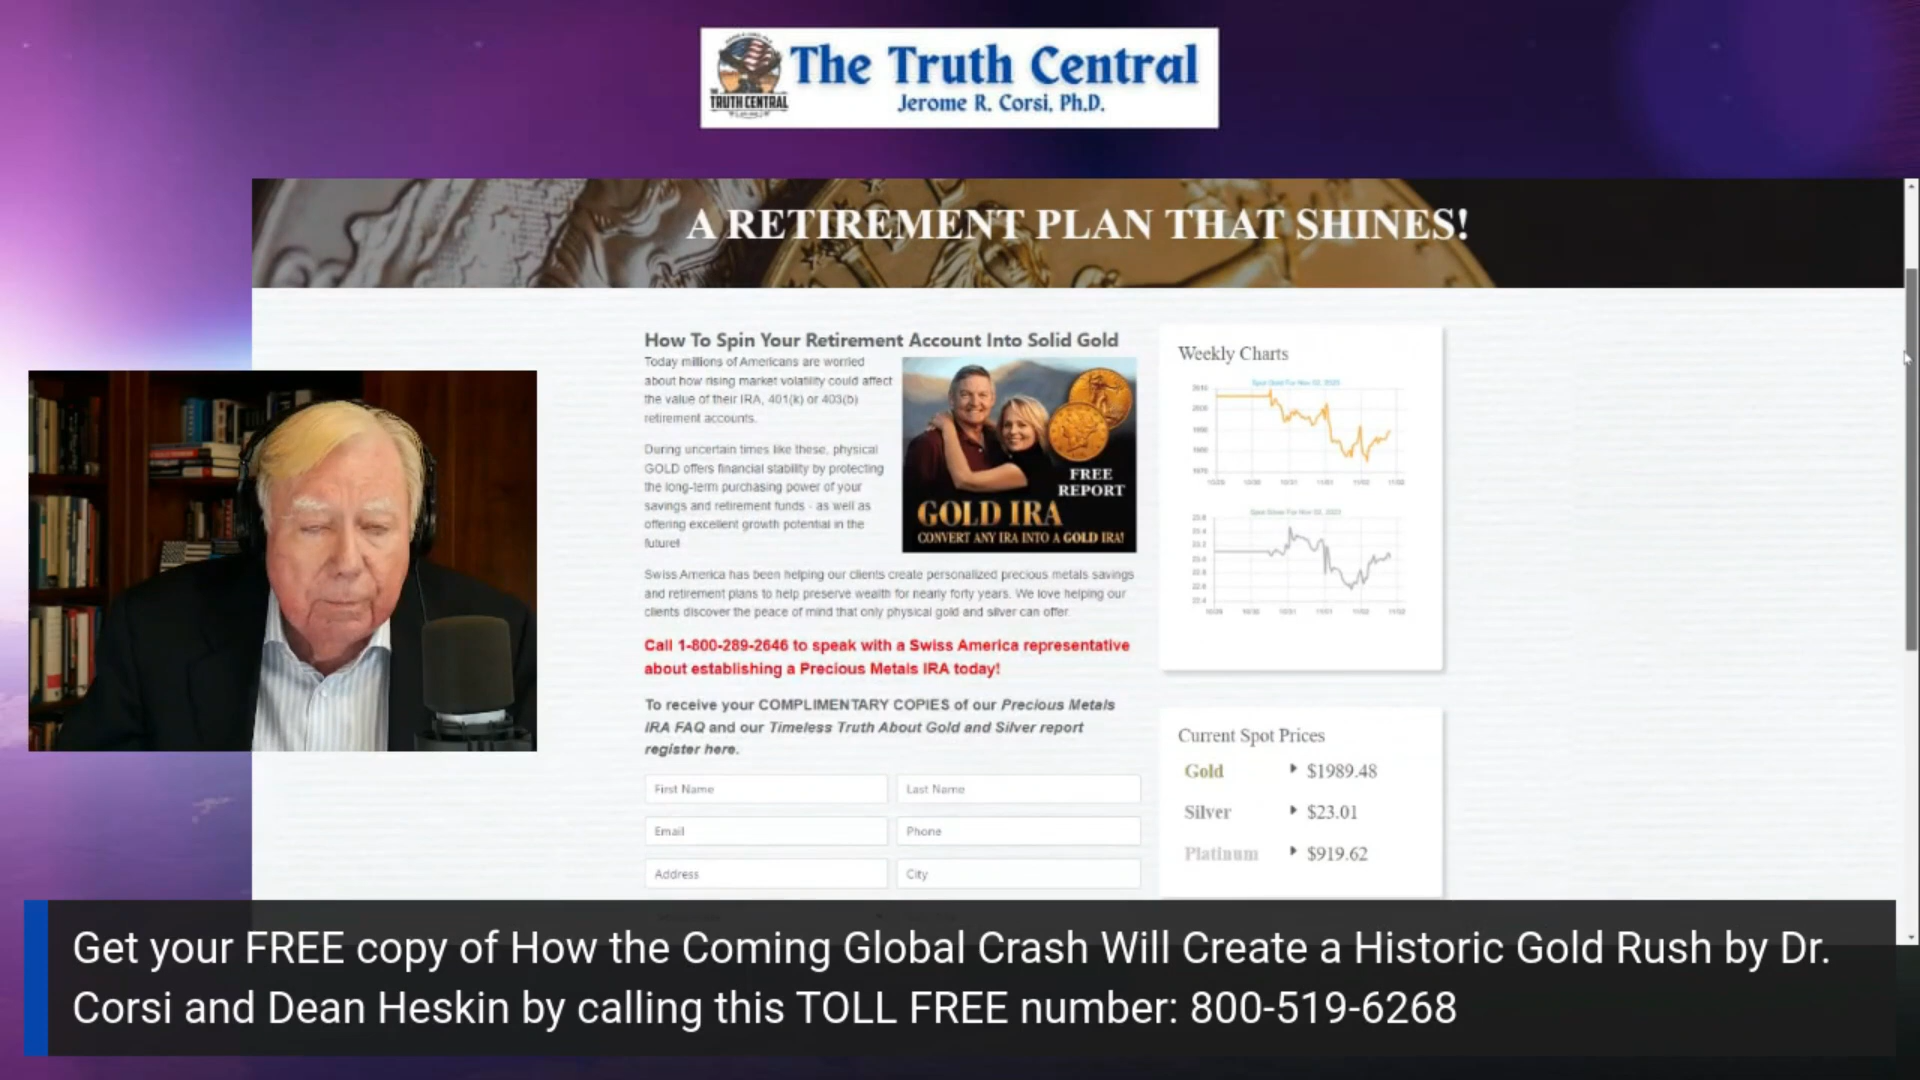 The Truth Central
Jerome R. Corsi, Ph.D.
THE
TRUTH CENTRAL
A RETIREMENT PLAN THAT SHINES!
How To Spin Your Retirement Account Into Solid Gold
Today millions of Americans are worried
about how rising market volatility could affect
the value of their IRA, 401(k) or 403(b)
retirement accounts.
During uncertain times like these, physical
GOLD offers financial stability by protecting
the long-term purchasing power of your
savings and retirement funds - as well as
offering excellent growth potential in the
future!
FREE
REPORT
GOLD IRA
CONVERT ANY IRA INTO A GOLD IRA!
Swiss America has been helping our clients create personalized precious metals savings
and retirement plans to help preserve wealth for nearly forty years. We love helping our
clients discover the peace of mind that only physical gold and silver can offer.
Call 1-800-289-2646 to speak with a Swiss America representative
about establishing a Precious Metals IRA today!
To receive your COMPLIMENTARY COPIES of our Precious Metals
IRA FAQ and our Timeless Truth About Gold and Silver report
register here.
First Name
Last Name
Email
Phone
Address
City
Weekly Charts
Current Spot Prices
Gold $1989.48
Silver $23.01
Platinum $919.62
Get your FREE copy of How the Coming Global Crash Will Create a Historic Gold Rush by Dr.
Corsi and Dean Heskin by calling this TOLL FREE number: 800-519-6268